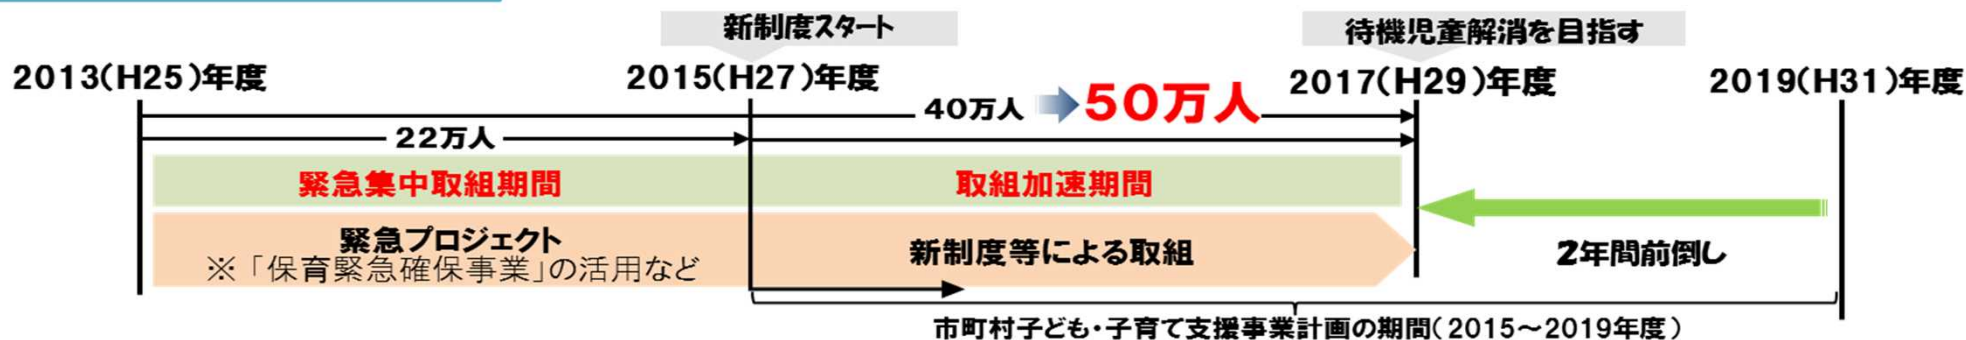 新制度スタート
待機児童解消を目指す
2013(H25)年度
2015(H27)年度
2017(H29)年度
2019(H31)年度
40万人
50万人
22万人
緊急集中取組期間
取組加速期間
緊急プロジェクト
※「保育緊急確保事業」の活用など
新制度等による取組
2年間前倒し
市町村子ども・子育て支援事業計画の期間(2015~2019年度)